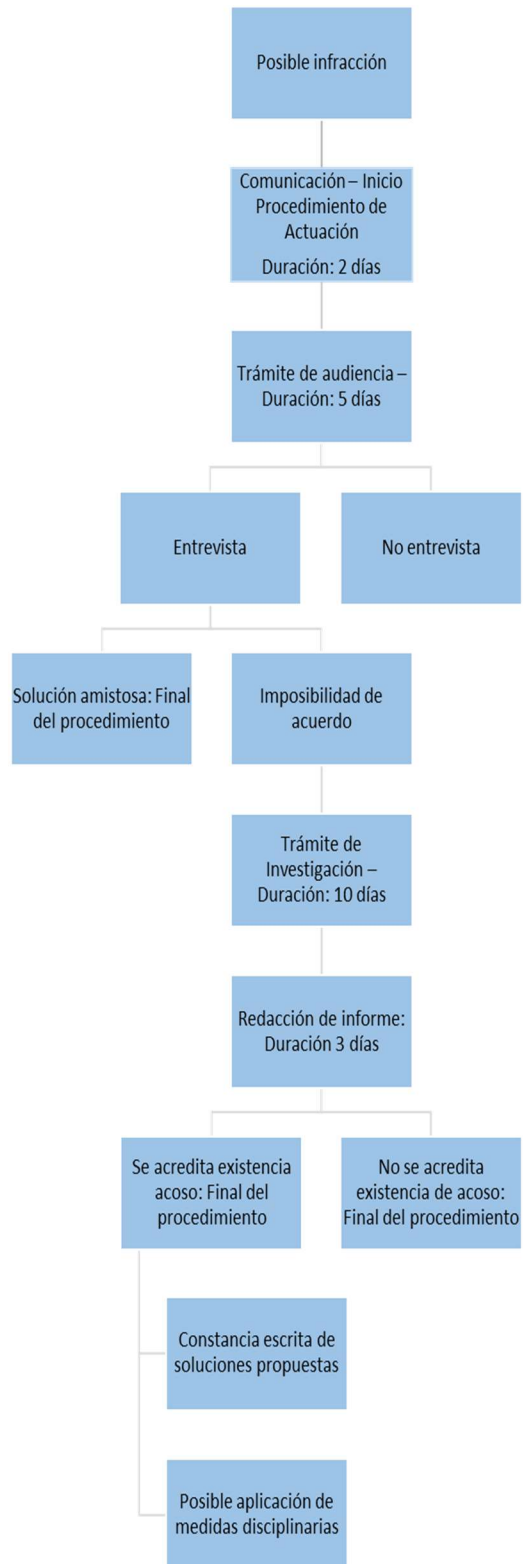 Posible infracción
Comunicación – Inicio
Procedimiento de
Actuación
Duración: 2 días
Trámite de audiencia –
Duración: 5 días
Entrevista
No entrevista
Solución amistosa: Final
del procedimiento
Imposibilidad de
acuerdo
Trámite de
Investigación –
Duración: 10 días
Redacción de informe:
Duración 3 días
Se acredita existencia
acoso: Final del
procedimiento
No se acredita
existencia de acoso:
Final del procedimiento
Constancia escrita de
soluciones propuestas
Posible aplicación de
medidas disciplinarias